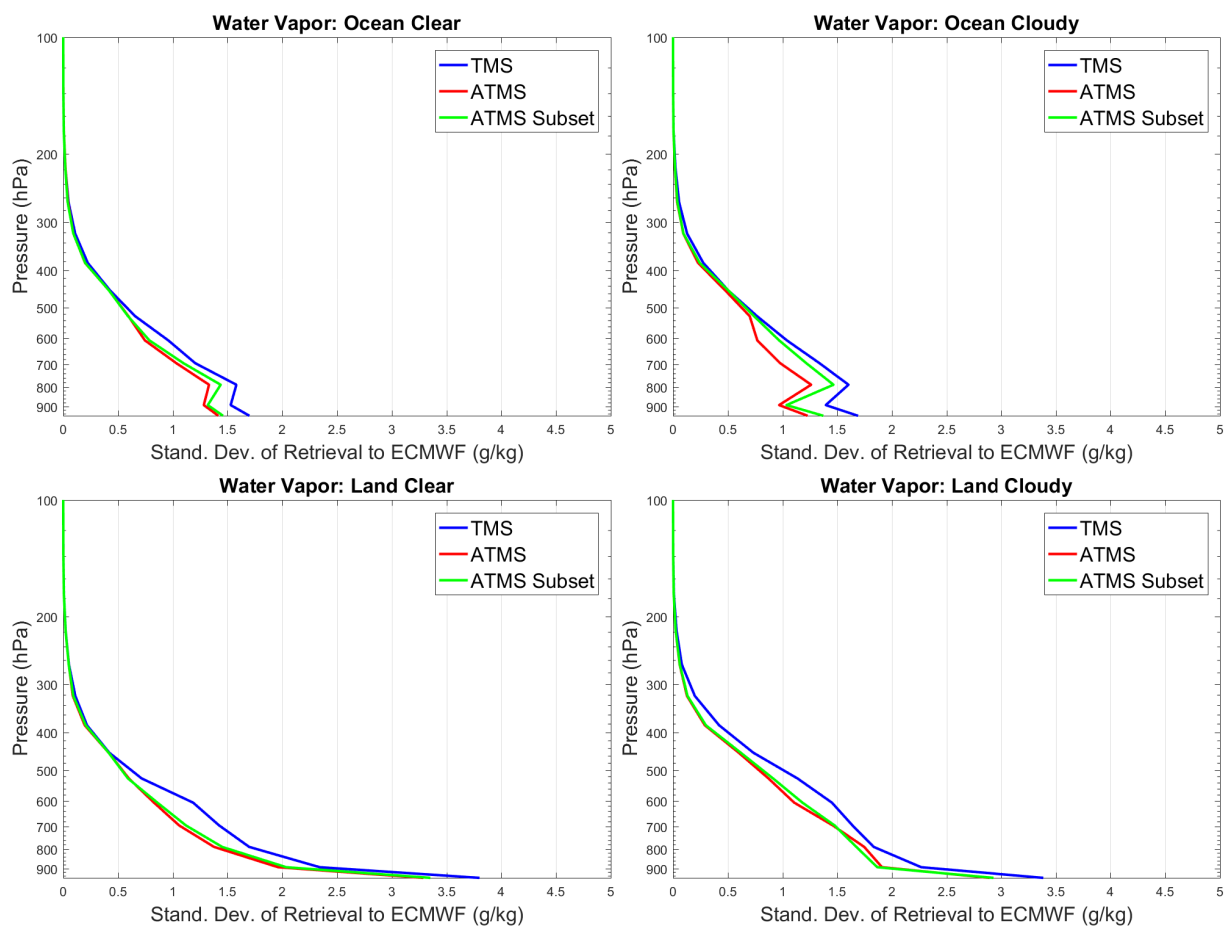 Water Vapor: Ocean Clear
100
200
300
400
500
600
700
800
900
Pressure (hPa)
0 0.5 1 1.5 2 2.5 3 3.5 4 4.5 5
Stand. Dev. of Retrieval to ECMWF (g/kg)
TMS
ATMS
ATMS Subset
Water Vapor: Ocean Cloudy
100
200
300
400
500
600
700
800
900
Pressure (hPa)
0 0.5 1 1.5 2 2.5 3 3.5 4 4.5 5
Stand. Dev. of Retrieval to ECMWF (g/kg)
TMS
ATMS
ATMS Subset
Water Vapor: Land Clear
100
200
300
400
500
600
700
800
900
Pressure (hPa)
0 0.5 1 1.5 2 2.5 3 3.5 4 4.5 5
Stand. Dev. of Retrieval to ECMWF (g/kg)
TMS
ATMS
ATMS Subset
Water Vapor: Land Cloudy
100
200
300
400
500
600
700
800
900
Pressure (hPa)
0 0.5 1 1.5 2 2.5 3 3.5 4 4.5 5
Stand. Dev. of Retrieval to ECMWF (g/kg)
TMS
ATMS
ATMS Subset